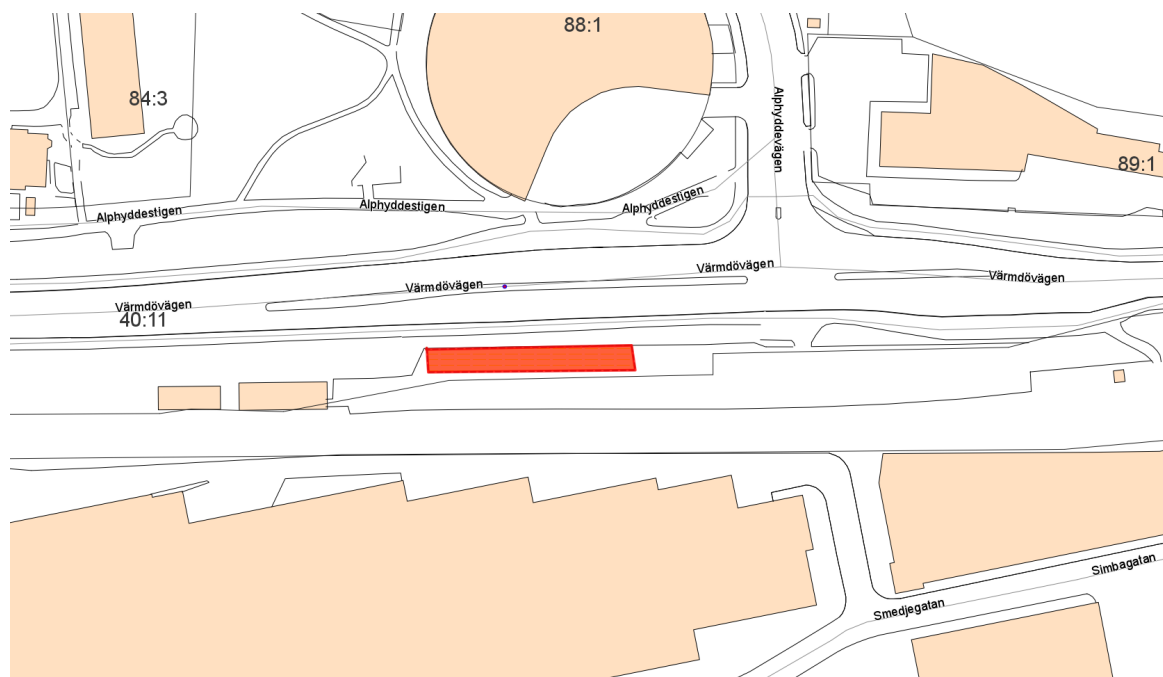 88:1
84:3
Alphyddevägen
89:1
Alphyddestigen
Alphyddestigen
Alphyddestigen
Värmdövägen
Värmdövägen
Värmdövägen
Värmdövägen
40:11
Simbagatan
Smedjegatan